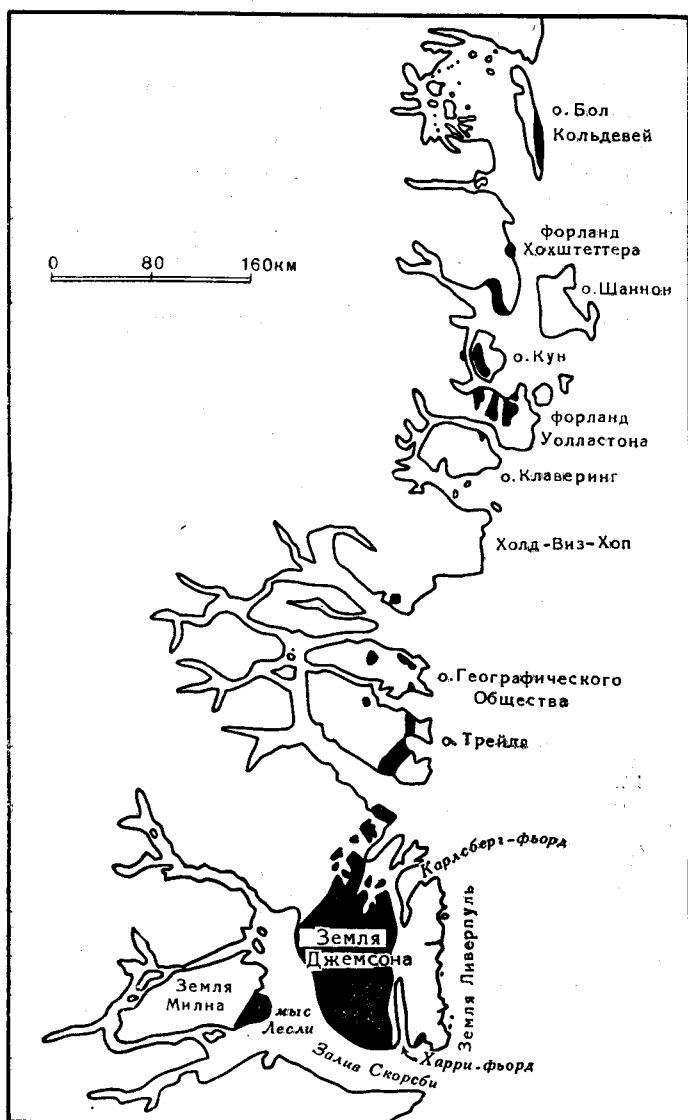 о. Бол
Кольдевей
форланд
Хохштеттера
0 80 160км
о. Шаннон
о. Кун
форланд
Уолластона
о. Клаверинг
Холд-Виз-Хоп
о. Географического
Общества
о. Трейла
Карлсберг-фьорд
Земля
Джемсона
Земля Ливерпуль
Земля
Милна
мыс
Лесли
Залив Скорсби
Харри-фьорд